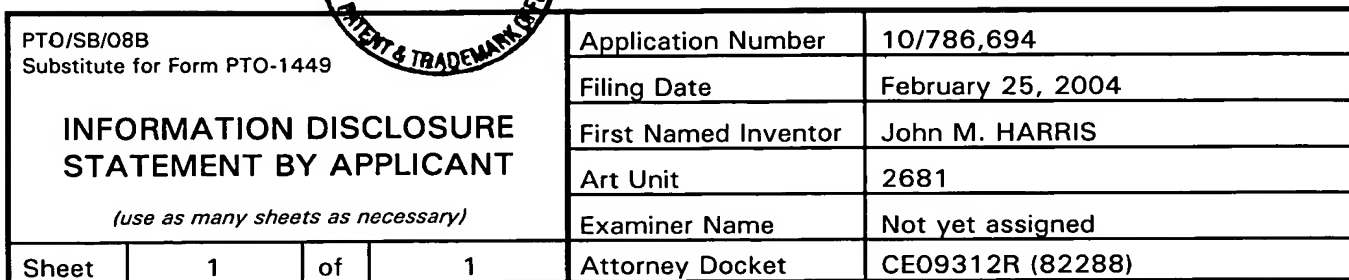 PATENT & TRADEMARK
PTO/SB/08B
Substitute for Form PTO-1449
INFORMATION DISCLOSURE
STATEMENT BY APPLICANT
(use as many sheets as necessary)
Sheet 1 of 1
Application Number 10/786,694
Filing Date February 25, 2004
First Named Inventor John M. HARRIS
Art Unit 2681
Examiner Name Not yet assigned
Attorney Docket CE09312R (82288)